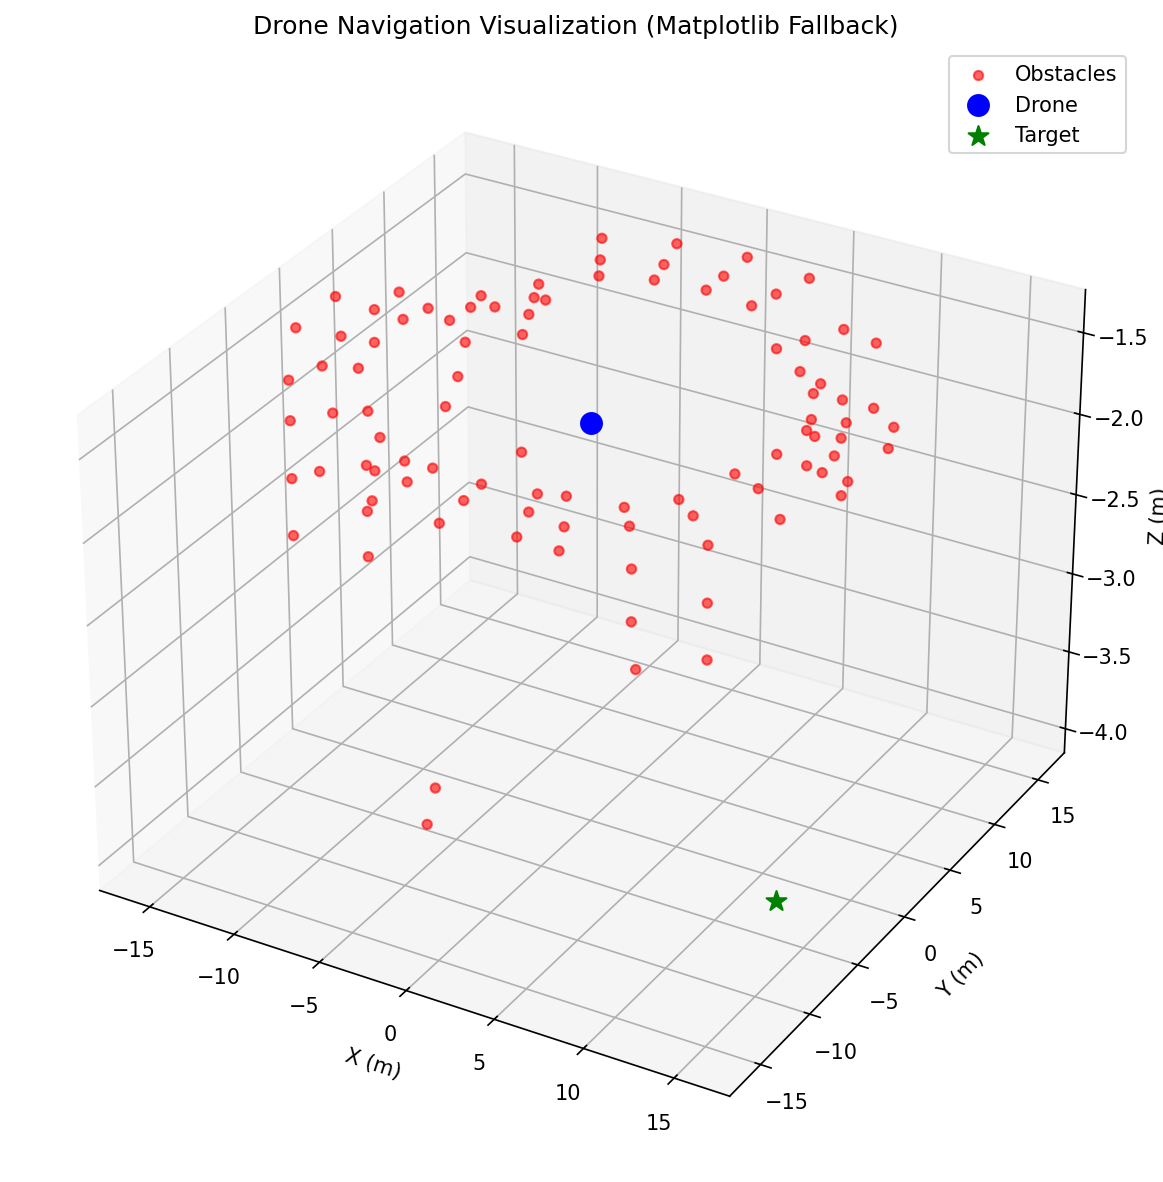 Drone Navigation Visualization (Matplotlib Fallback)
Obstacles
Drone
Target
−1.5
−2.0
−2.5
−3.0
−3.5
−4.0
Z (m)
15
10
5
0
−5
−10
−15
Y (m)
−15
−10
−5
0
5
10
15
X (m)